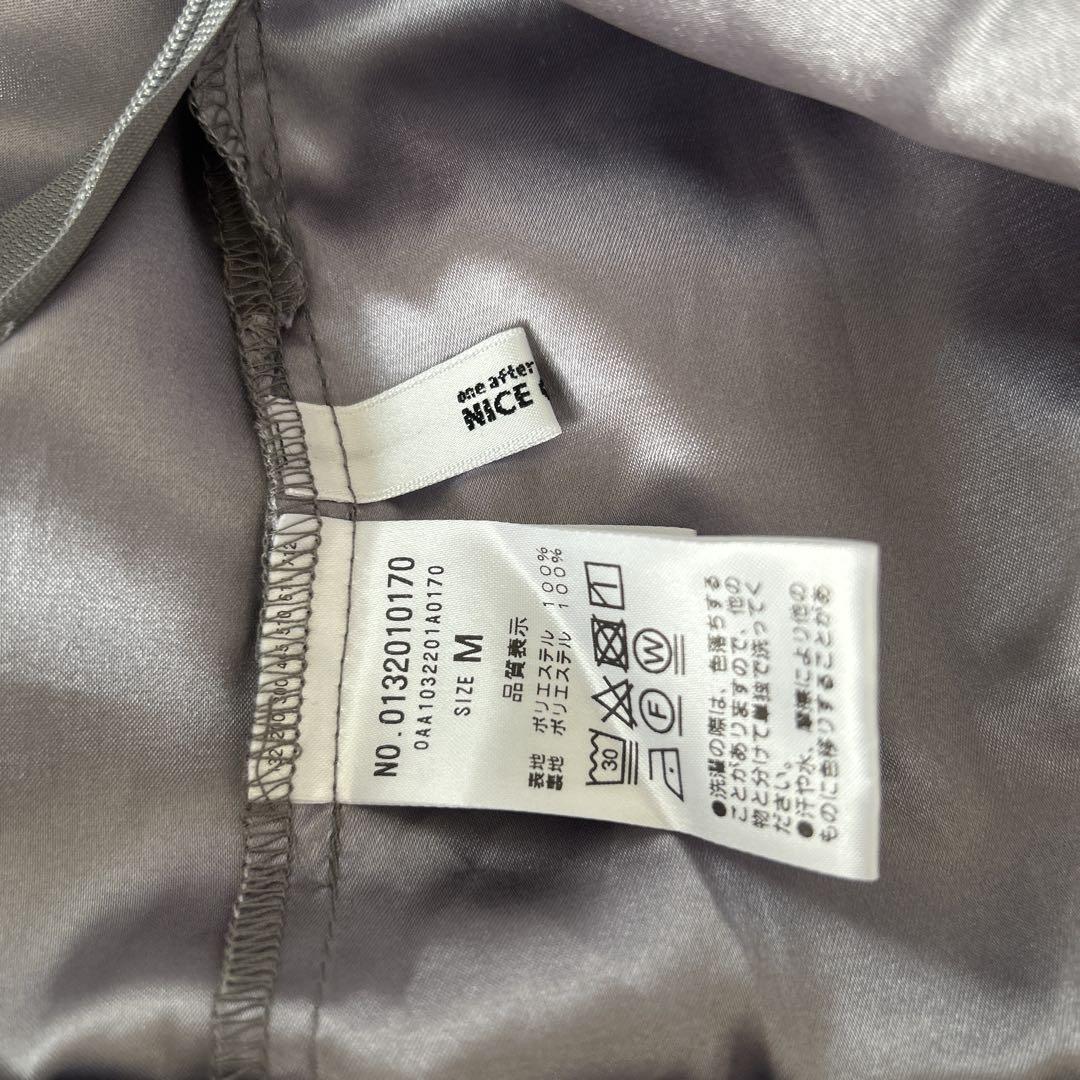 one after
NICE
NO.0132010170
0AA1032201A0170
SIZE M
品質表示
表地 ポリエステル 100%
裏地 ポリエステル 100%
30
F W
●洗濯の際は、色落ちする
ことがありますので、他の
物と分けて単独で洗ってく
ださい。
●汗や水、摩擦により他の
ものに色移りすることがあ